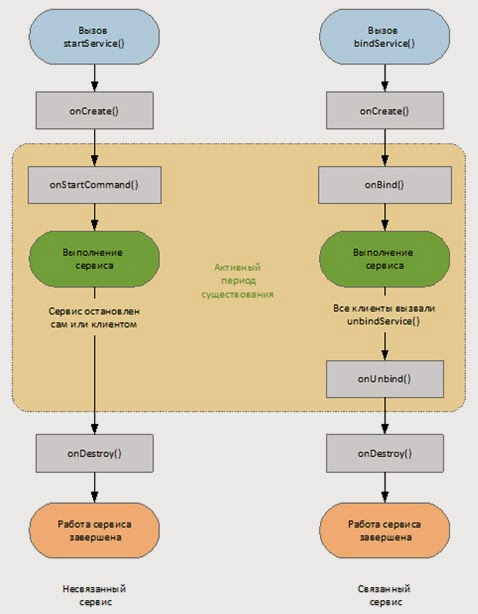 Вызов
startService()
onCreate()
onStartCommand()
Выполнение
сервиса
Сервис остановлен
сам или клиентом
onDestroy()
Работа сервиса
завершена
Несвязанный
сервис
Активный
период
существования
Вызов
bindService()
onCreate()
onBind()
Выполнение
сервиса
Все клиенты вызвали
unbindService()
onUnbind()
onDestroy()
Работа сервиса
завершена
Связанный
сервис